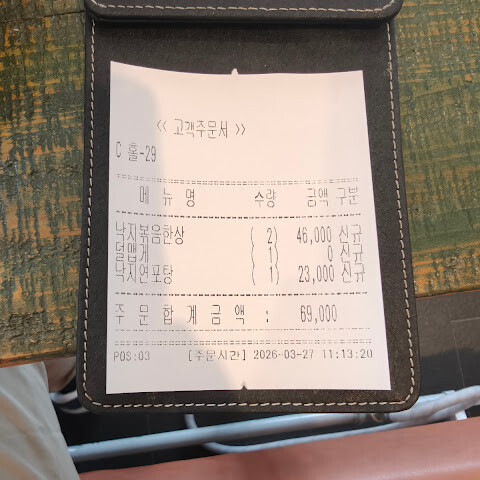 << 고객주문서 >>
C 홀-29
메 뉴 명 수량 금액 구분
낙지볶음한상 ( 2) 46,000 신규
덜맵게 ( 1) 0 신규
낙지연포탕 ( 1) 23,000 신규
주 문 합 계 금 액 : 69,000
POS:03 [주문시간] 2026-03-27 11:13:20